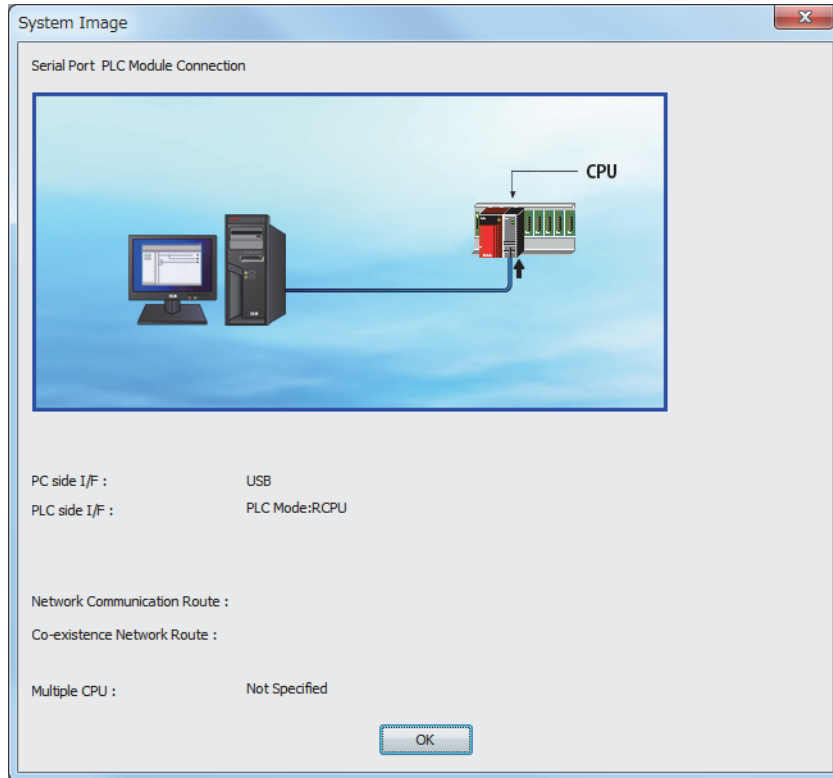 System Image
Serial Port PLC Module Connection
CPU
PC side I/F : USB
PLC side I/F : PLC Mode:RCPU
Network Communication Route :
Co-existence Network Route :
Multiple CPU : Not Specified
OK